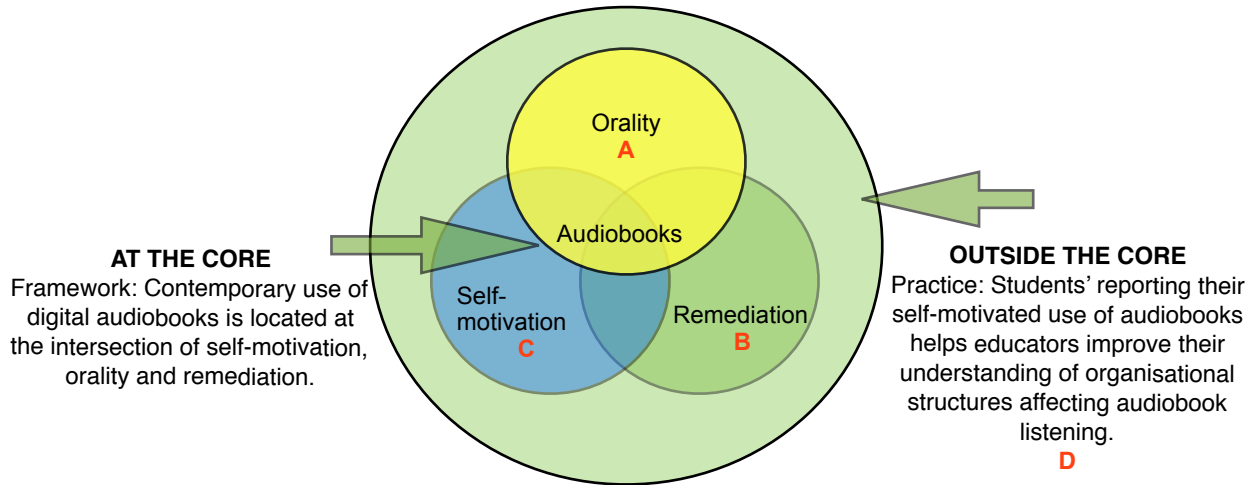 Orality
A
Audiobooks
Self-
motivation
C
Remediation
B
AT THE CORE
Framework: Contemporary use of
digital audiobooks is located at
the intersection of self-motivation,
orality and remediation.
OUTSIDE THE CORE
Practice: Students’ reporting their
self-motivated use of audiobooks
helps educators improve their
understanding of organisational
structures affecting audiobook
listening.
D